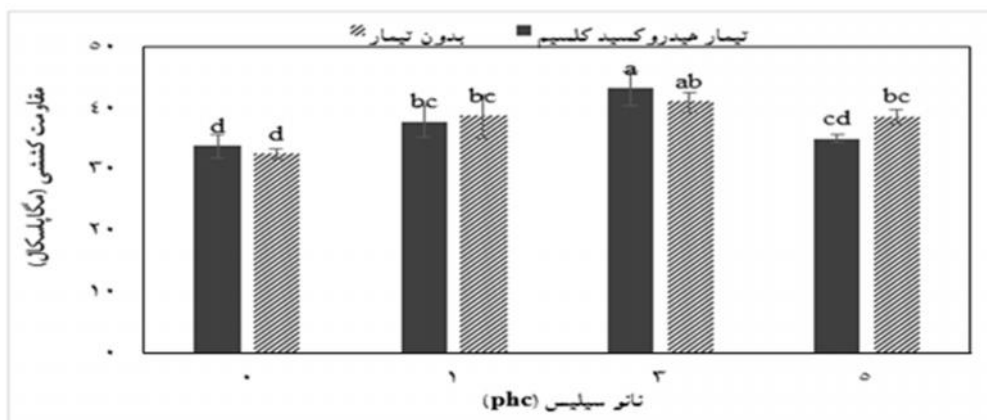 تیمار هیدروکسید کلسیم
بدون تیمار
مقاومت کششی (مگاپاسکال)
۵۰
۴۰
۳۰
۲۰
۱۰
۰
d
d
bc
bc
a
ab
cd
bc
۰
۱
۳
۵
نانو سیلیس (phc)